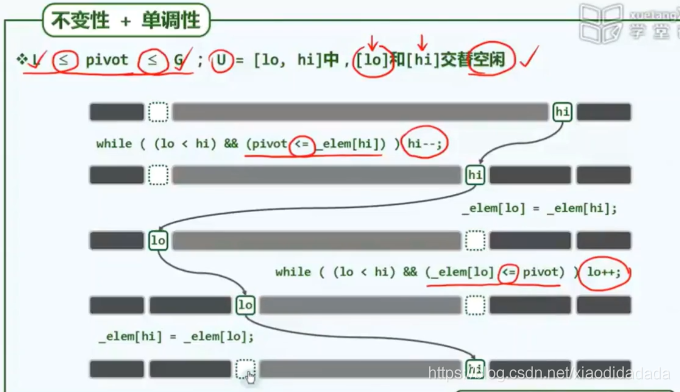 不变性 + 单调性
xuetang
学堂
❖ L ≤ pivot ≤ G ; U = [lo, hi]中,[lo]和[hi]交替空闲
hi
while ( (lo < hi) && (pivot <= _elem[hi]) ) hi--;
hi
_elem[lo] = _elem[hi];
lo
while ( (lo < hi) && (_elem[lo] <= pivot) ) lo++;
lo
_elem[hi] = _elem[lo];
hi
https://blog.csdn.net/xiaodidadada